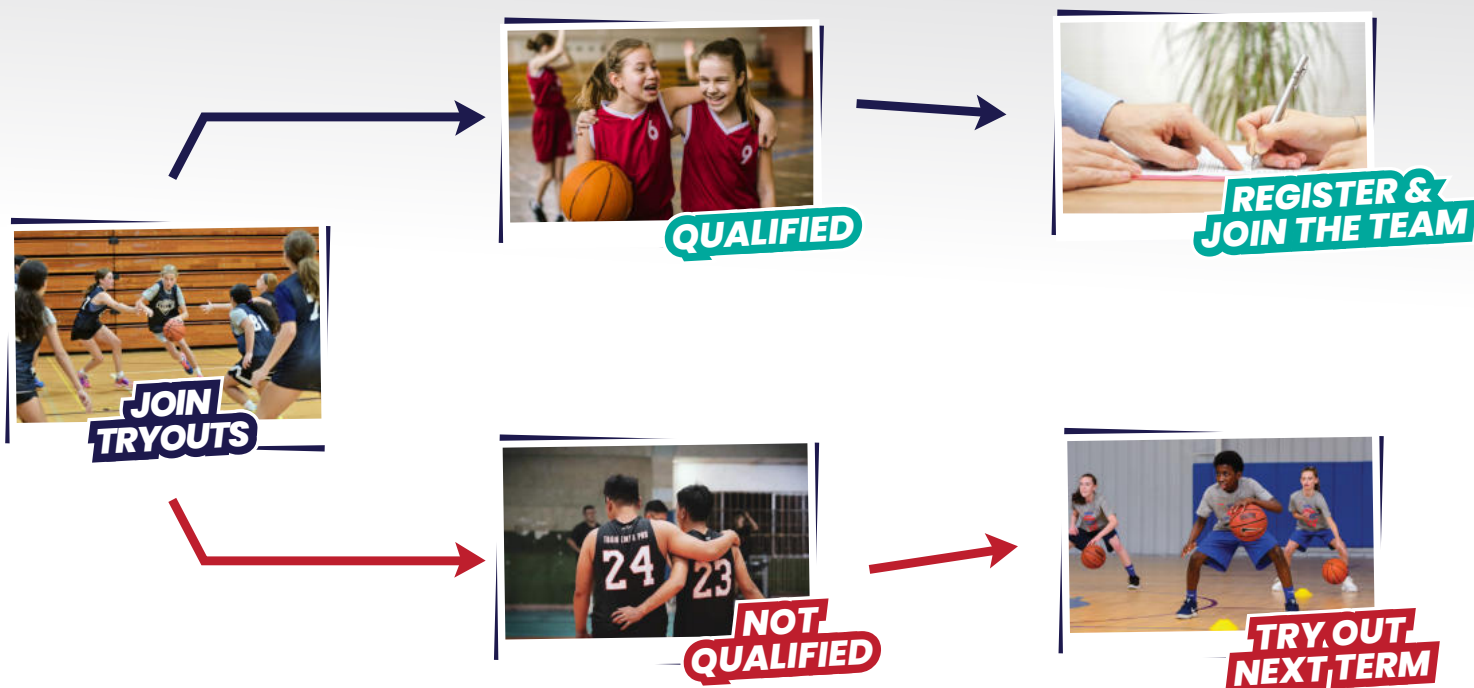 JOIN
TRYOUTS
QUALIFIED
6
9
REGISTER &
JOIN THE TEAM
NOT
QUALIFIED
24
23
TRY OUT
NEXT TERM